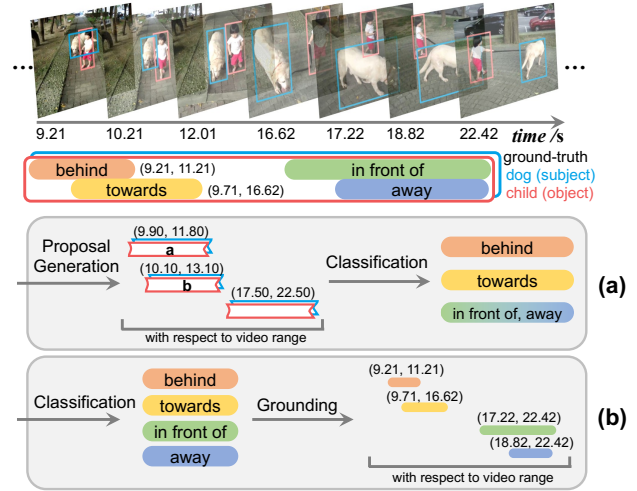 ... ...
9.21 10.21 12.01 16.62 17.22 18.82 22.42 time /s
ground-truth
behind (9.21, 11.21) in front of dog (subject)
towards (9.71, 16.62) away child (object)
(9.90, 11.80)
Proposal Generation
a
(10.10, 13.10)
b
(17.50, 22.50)
with respect to video range
Classification
behind
towards
in front of, away
(a)
Classification
behind
towards
in front of
away
Grounding
(9.21, 11.21)
(9.71, 16.62)
(17.22, 22.42)
(18.82, 22.42)
with respect to video range
(b)